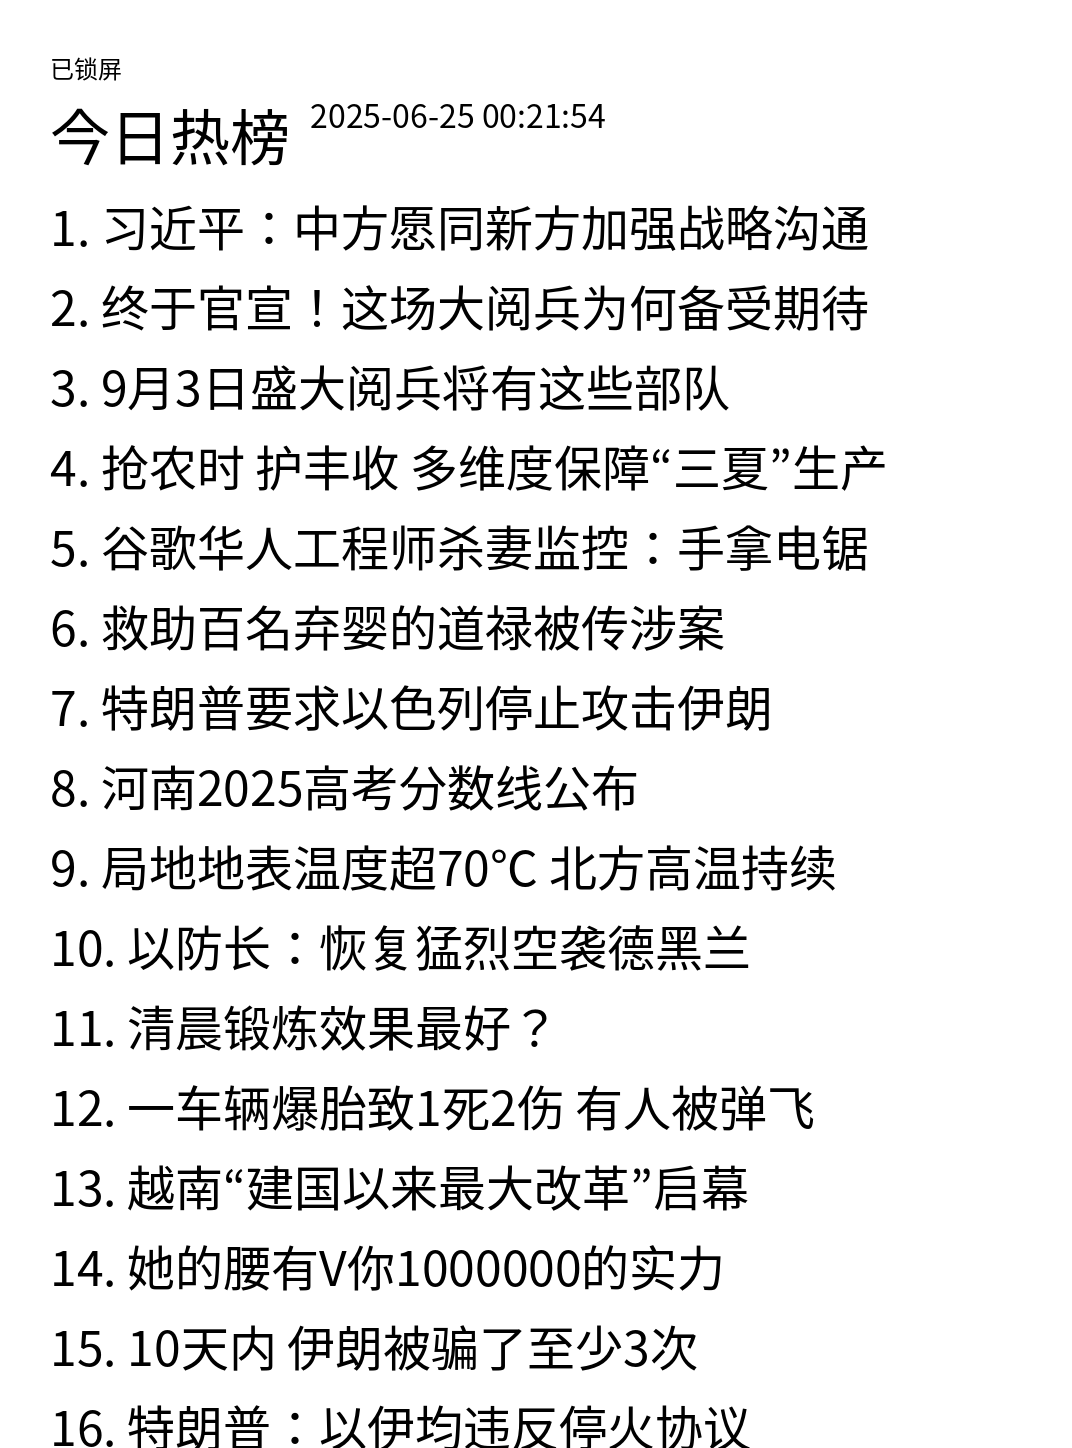 已锁屏
今日热榜 2025-06-25 00:21:54
1. 习近平：中方愿同新方加强战略沟通
2. 终于官宣！这场大阅兵为何备受期待
3. 9月3日盛大阅兵将有这些部队
4. 抢农时 护丰收 多维度保障“三夏”生产
5. 谷歌华人工程师杀妻监控：手拿电锯
6. 救助百名弃婴的道禄被传涉案
7. 特朗普要求以色列停止攻击伊朗
8. 河南2025高考分数线公布
9. 局地地表温度超70℃ 北方高温持续
10. 以防长：恢复猛烈空袭德黑兰
11. 清晨锻炼效果最好？
12. 一车辆爆胎致1死2伤 有人被弹飞
13. 越南“建国以来最大改革”启幕
14. 她的腰有V你1000000的实力
15. 10天内 伊朗被骗了至少3次
16. 特朗普：以伊均违反停火协议